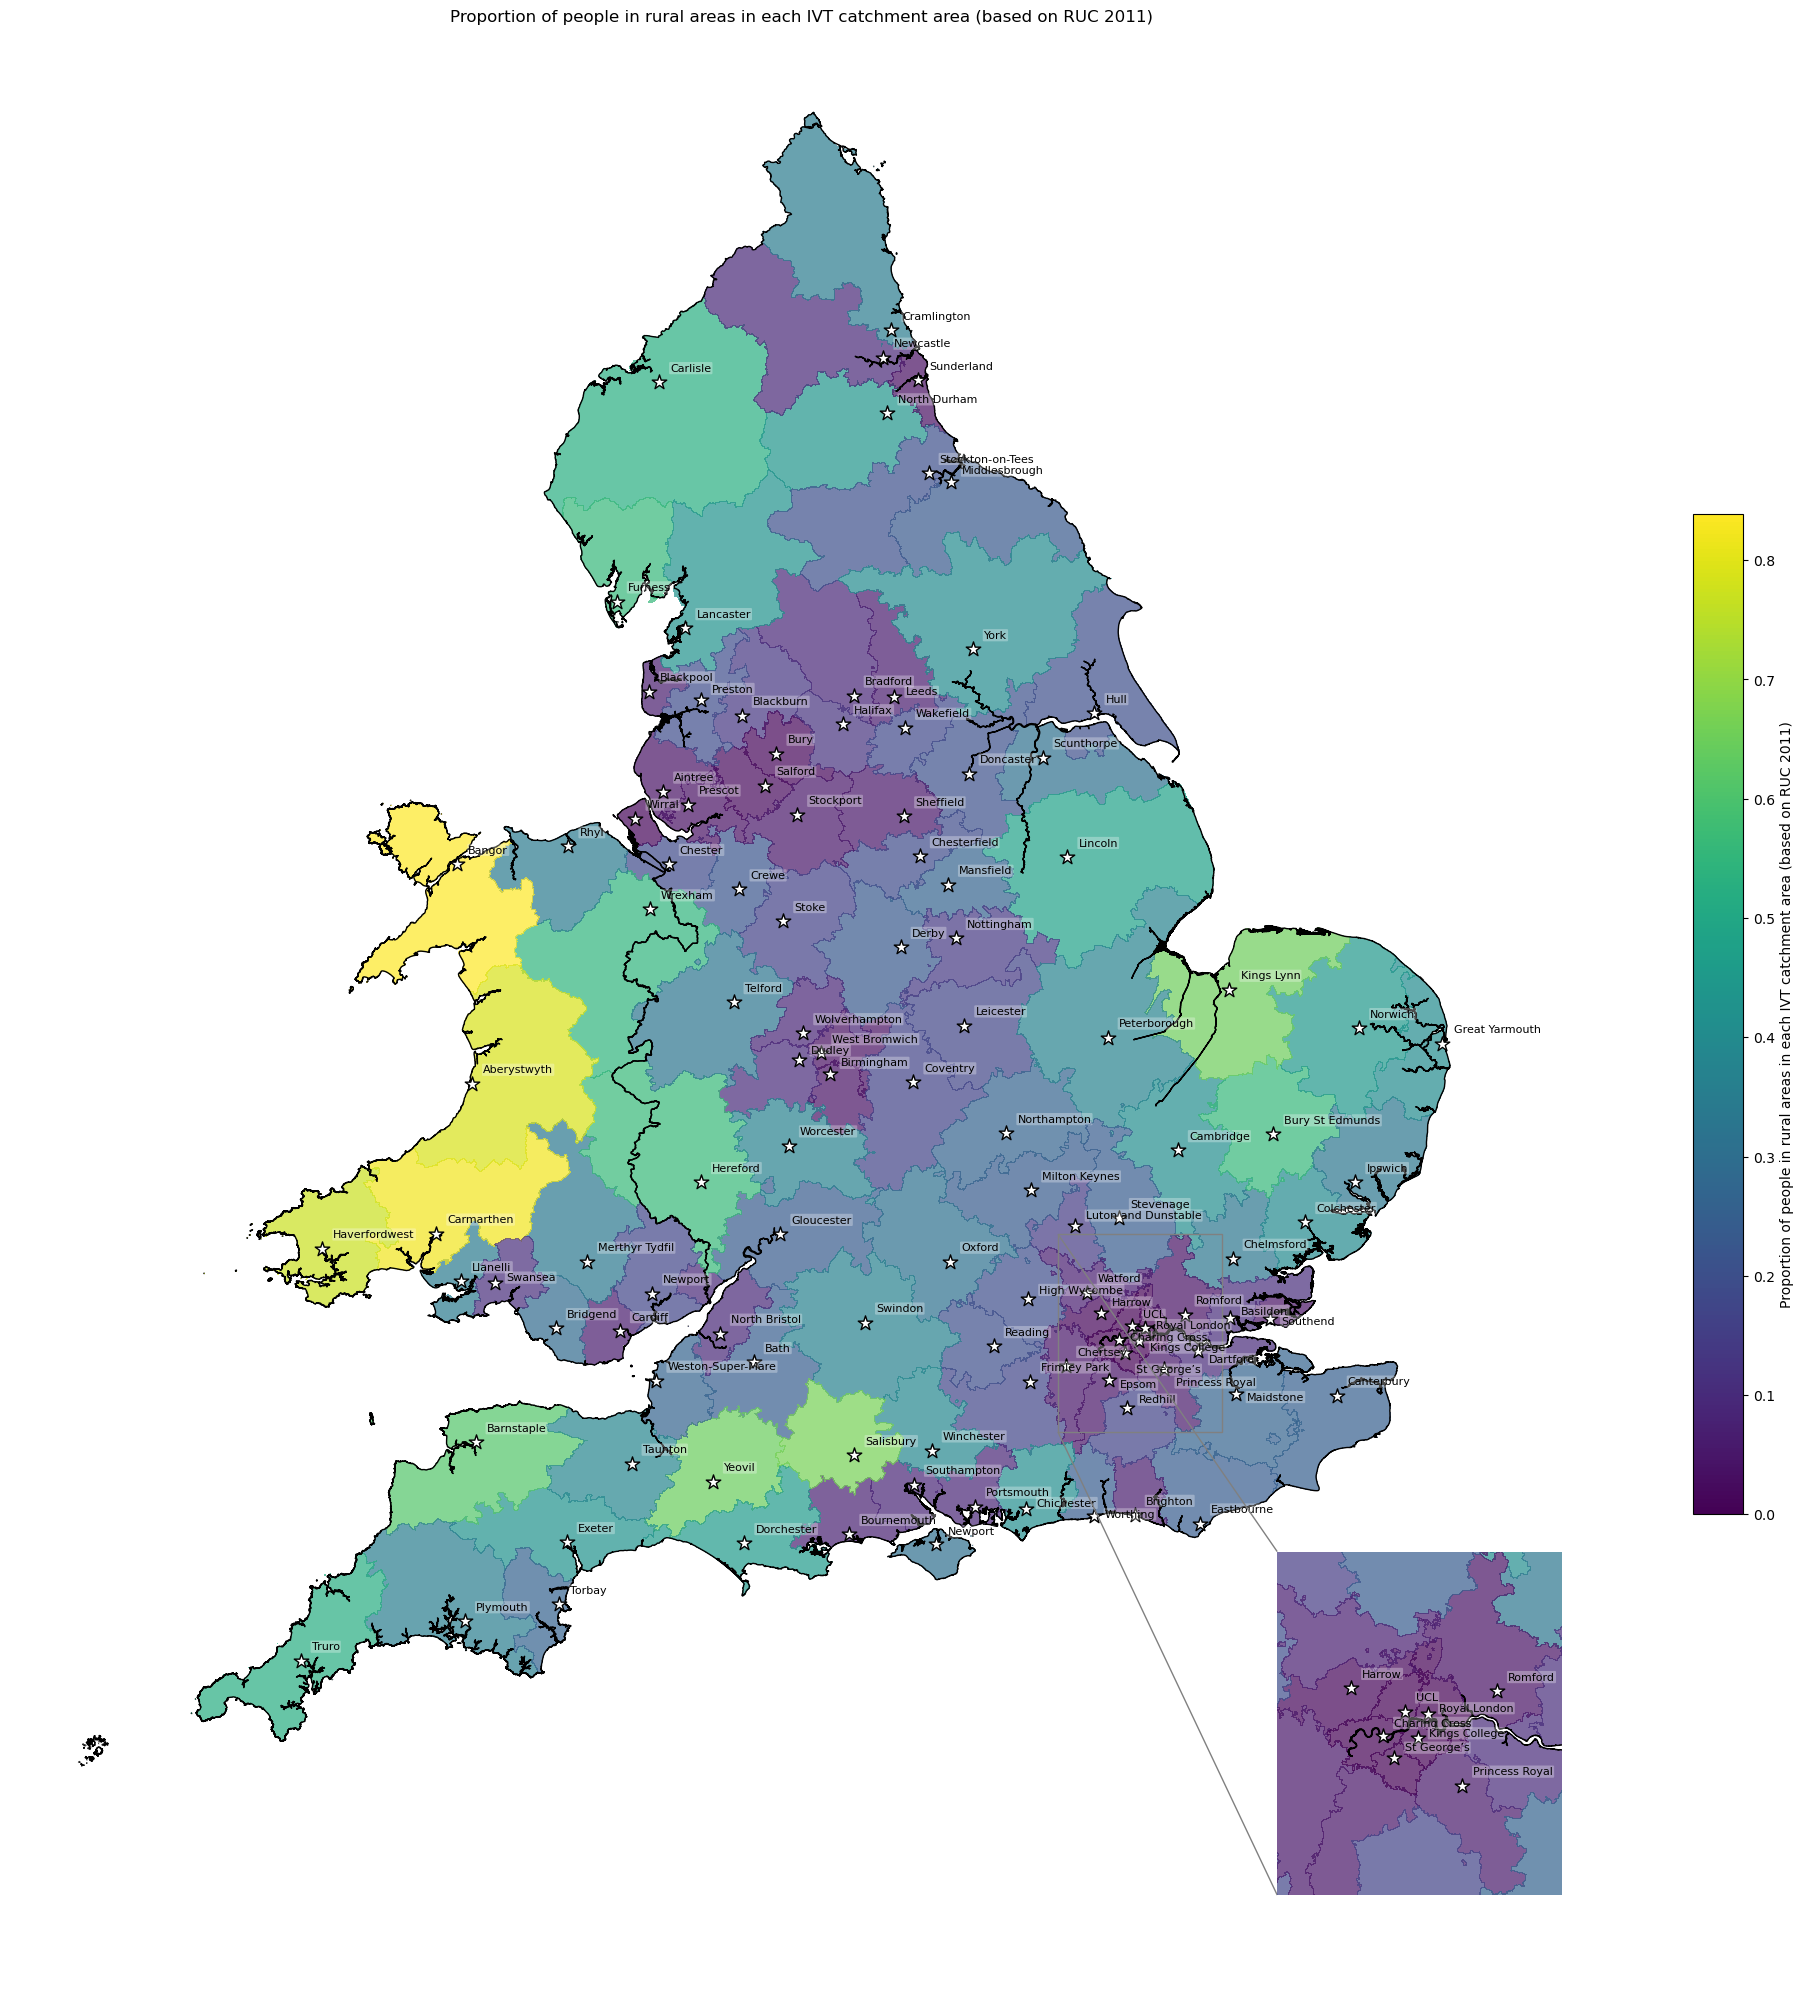 Proportion of people in rural areas in each IVT catchment area (based on RUC 2011)
Cramlington
Newcastle
Sunderland
Carlisle
North Durham
Stockton-on-Tees
Middlesbrough
Furness
Lancaster
York
Blackpool
Preston
Blackburn
Bradford
Leeds
Halifax
Wakefield
Hull
Bury
Salford
Doncaster
Scunthorpe
Aintree
Prescot
Wirral
Stockport
Sheffield
Rhyl
Bangor
Chester
Crewe
Chesterfield
Mansfield
Lincoln
Wrexham
Stoke
Derby
Nottingham
Telford
Kings Lynn
Wolverhampton
West Bromwich
Dudley
Birmingham
Leicester
Coventry
Peterborough
Norwich
Great Yarmouth
Aberystwyth
Northampton
Worcester
Cambridge
Bury St Edmunds
Hereford
Milton Keynes
Ipswich
Stevenage
Luton and Dunstable
Colchester
Carmarthen
Haverfordwest
Gloucester
Merthyr Tydfil
Oxford
Chelmsford
Llanelli
Swansea
Newport
Watford
High Wycombe
Harrow
Romford
Basildon
Southend
Bridgend
Cardiff
North Bristol
Swindon
UCL
Royal London
Charing Cross
Kings College
Reading
Bath
Chertsey
Dartford
Weston-Super-Mare
Frimley Park
St George's
Epsom
Princess Royal
Canterbury
Maidstone
Redhill
Barnstaple
Taunton
Salisbury
Winchester
Yeovil
Southampton
Portsmouth
Chichester
Brighton
Worthing
Eastbourne
Exeter
Dorchester
Bournemouth
Newport
Torbay
Plymouth
Truro
Harrow
Romford
UCL
Royal London
Charing Cross
Kings College
St George's
Princess Royal
0.8
0.7
0.6
0.5
0.4
0.3
0.2
0.1
0.0
Proportion of people in rural areas in each IVT catchment area (based on RUC 2011)